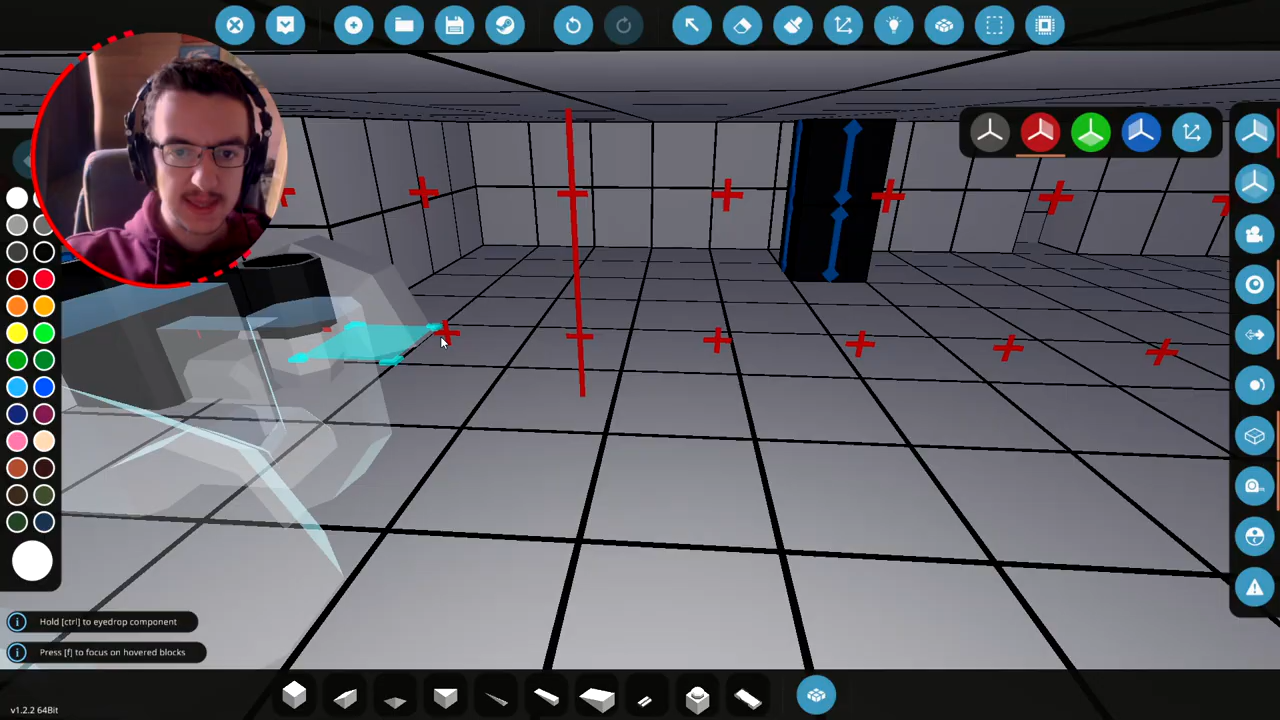 Hold [ctrl] to eyedrop component
Press [f] to focus on hovered blocks
v1.2.2 64Bit